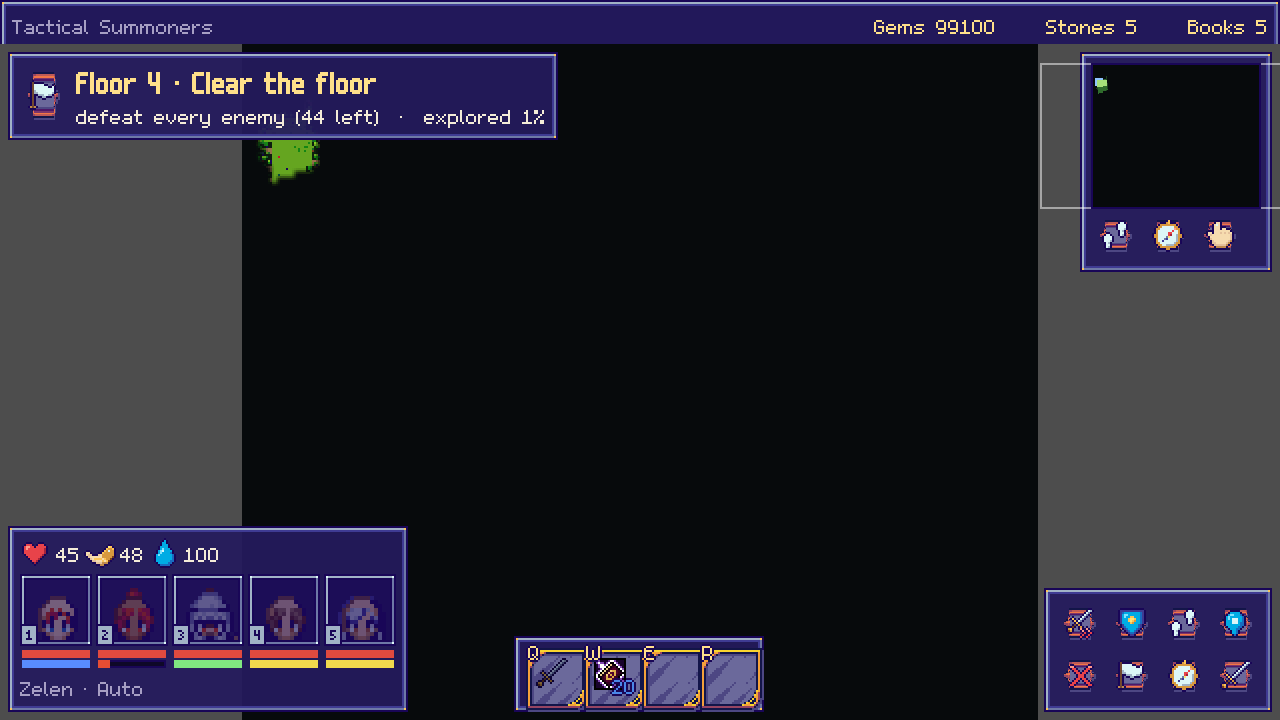 Tactical Summoners
Gems 99100 Stones 5 Books 5
Floor 4 · Clear the floor
defeat every enemy (44 left) · explored 1%
45 48 100
1 2 3 4 5
Zelen · Auto
Q W E R
20